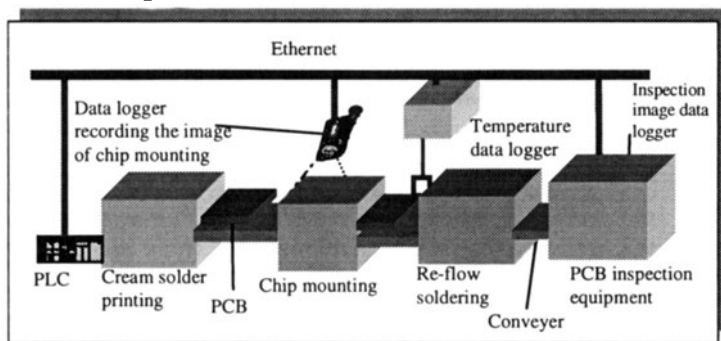 Ethernet
Data logger
recording the image
of chip mounting
Temperature
data logger
Inspection
image data
logger
PLC
Cream solder
printing
PCB
Chip mounting
Re-flow
soldering
Conveyer
PCB inspection
equipment